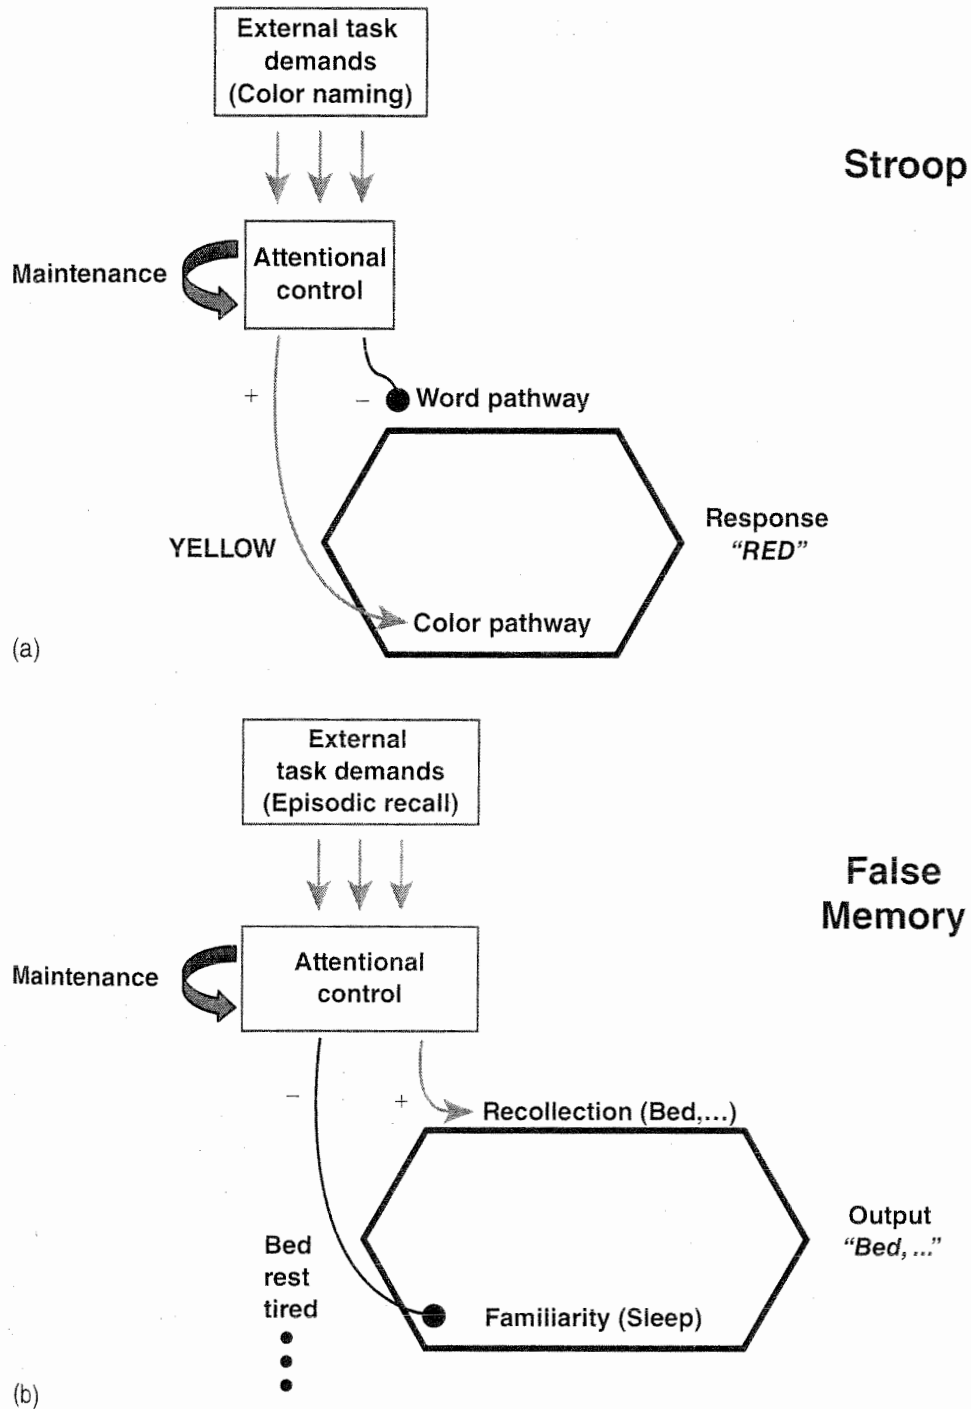 External task
demands
(Color naming)
Stroop
Maintenance
Attentional
control
+
–
Word pathway
YELLOW
Response
“RED”
Color pathway
(a)
External
task demands
(Episodic recall)
False
Memory
Maintenance
Attentional
control
–
+
Recollection (Bed,...)
Output
“Bed, ...”
Bed
rest
tired
Familiarity (Sleep)
(b)